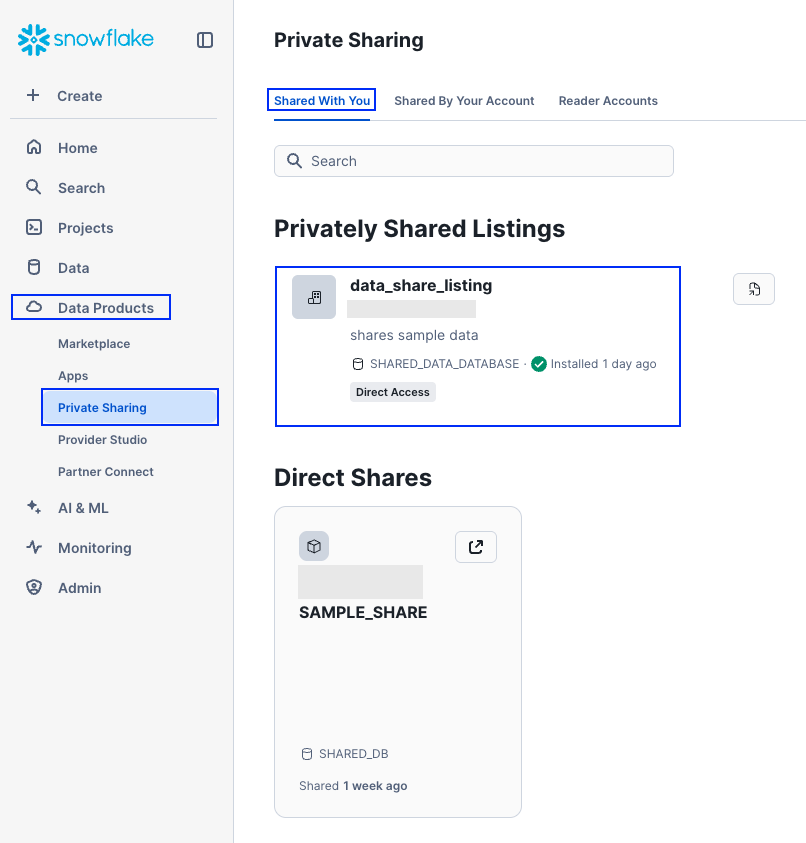 snowflake
Create
Home
Search
Projects
Data
Data Products
Marketplace
Apps
Private Sharing
Provider Studio
Partner Connect
AI & ML
Monitoring
Admin
Private Sharing
Shared With You
Shared By Your Account
Reader Accounts
Search
Privately Shared Listings
data_share_listing
shares sample data
SHARED_DATA_DATABASE · Installed 1 day ago
Direct Access
Direct Shares
SAMPLE_SHARE
SHARED_DB
Shared 1 week ago